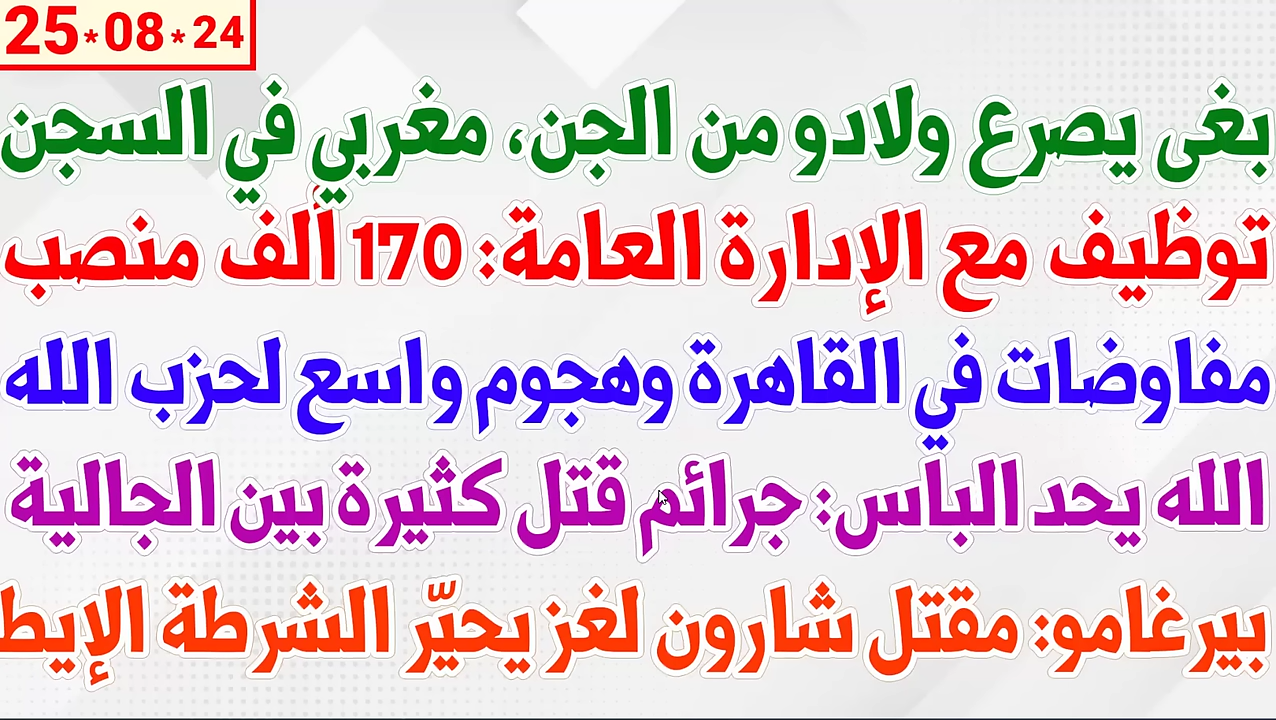 25*08*24
بغى يصرع ولادو من الجن، مغربي في السجن
توظيف مع الإدارة العامة: 170 ألف منصب
مفاوضات في القاهرة وهجوم واسع لحزب الله
الله يحد الباس: جرائم قتل كثيرة بين الجالية
بيرغامو: مقتل شارون لغز يحيّر الشرطة الإيط